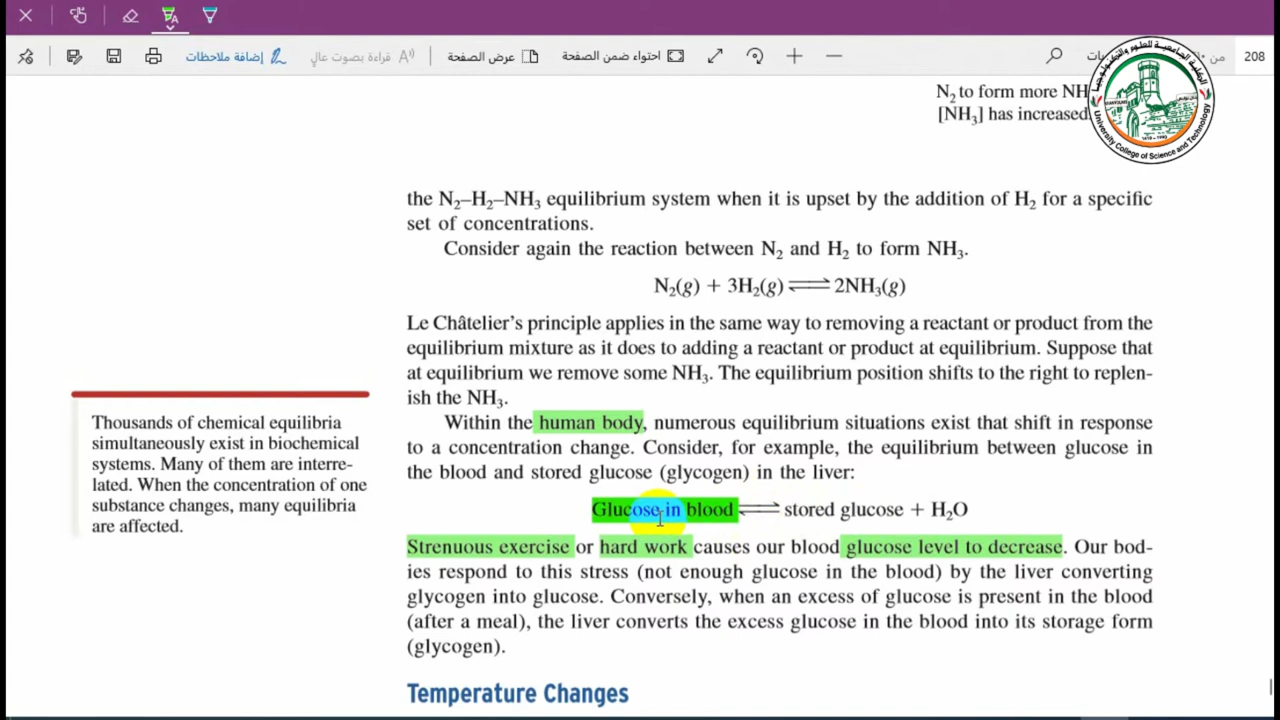 إضافة ملاحظات
قراءة بصوت عالٍ
عرض الصفحة
احتواء ضمن الصفحة
من
208
University College of Science and Technology
N₂ to form more NH
[NH₃] has increased.
the N₂–H₂–NH₃ equilibrium system when it is upset by the addition of H₂ for a specific
set of concentrations.
Consider again the reaction between N₂ and H₂ to form NH₃.
N₂(g) + 3H₂(g) ⇌ 2NH₃(g)
Le Châtelier's principle applies in the same way to removing a reactant or product from the
equilibrium mixture as it does to adding a reactant or product at equilibrium. Suppose that
at equilibrium we remove some NH₃. The equilibrium position shifts to the right to replen-
ish the NH₃.
Within the human body, numerous equilibrium situations exist that shift in response
to a concentration change. Consider, for example, the equilibrium between glucose in
the blood and stored glucose (glycogen) in the liver:
Glucose in blood ⇌ stored glucose + H₂O
Strenuous exercise or hard work causes our blood glucose level to decrease. Our bod-
ies respond to this stress (not enough glucose in the blood) by the liver converting
glycogen into glucose. Conversely, when an excess of glucose is present in the blood
(after a meal), the liver converts the excess glucose in the blood into its storage form
(glycogen).
Thousands of chemical equilibria
simultaneously exist in biochemical
systems. Many of them are interre-
lated. When the concentration of one
substance changes, many equilibria
are affected.
Temperature Changes